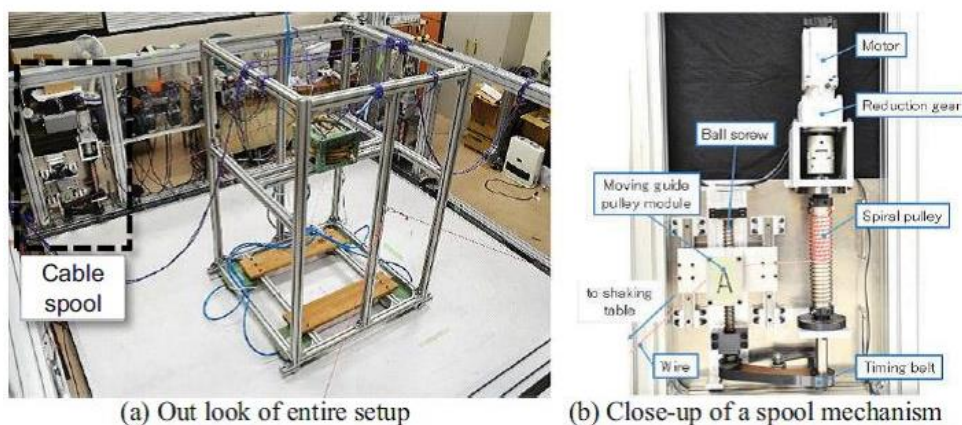 Cable
spool
(a) Out look of entire setup
Motor
Reduction gear
Ball screw
Moving guide
pulley module
Spiral pulley
A
to shaking
table
Wire
Timing belt
(b) Close-up of a spool mechanism